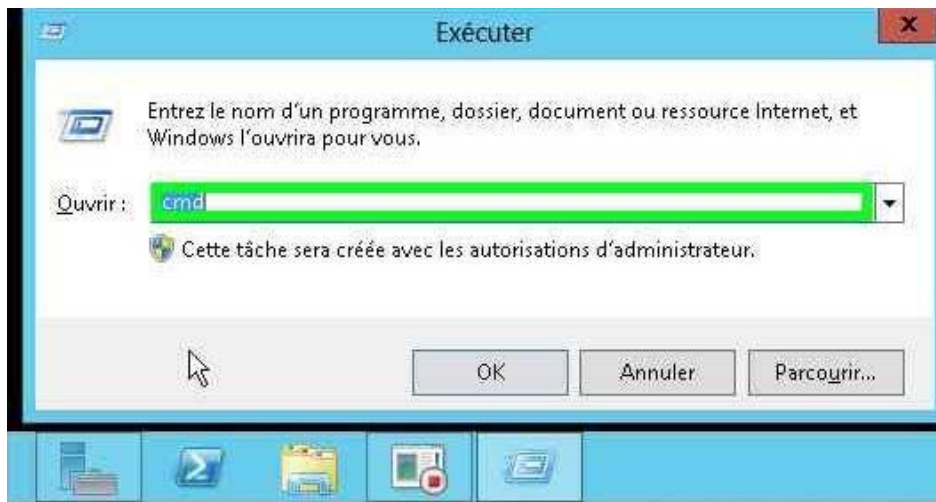 Exécuter
x
Entrez le nom d'un programme, dossier, document ou ressource Internet, et
Windows l'ouvrira pour vous.
Ouvrir : cmd
Cette tâche sera créée avec les autorisations d'administrateur.
OK Annuler Parcourir...